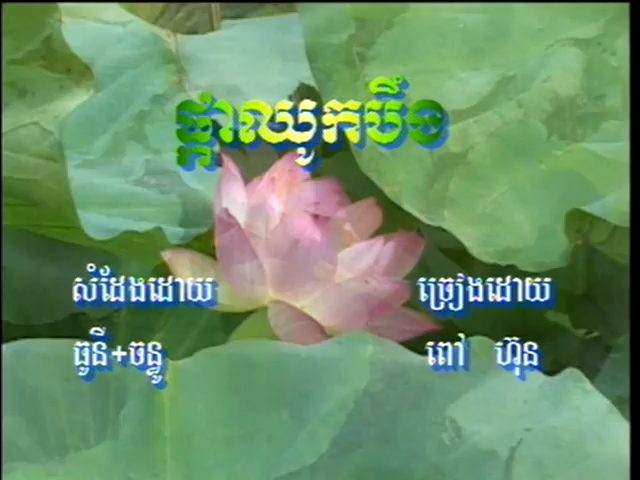 ផ្កាឈូកបឹង
សំដែងដោយ
ធូនី+ចន្ធូ
ច្រៀងដោយ
ពៅ ហ៊ុន